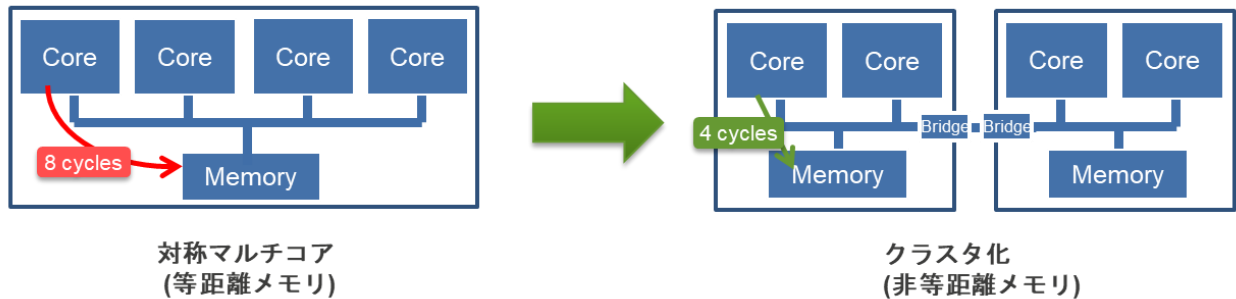 Core
Core
Core
Core
8 cycles
Memory
対称マルチコア
(等距離メモリ)
Core
Core
Core
Core
Bridge
Bridge
4 cycles
Memory
Memory
クラスタ化
(非等距離メモリ)